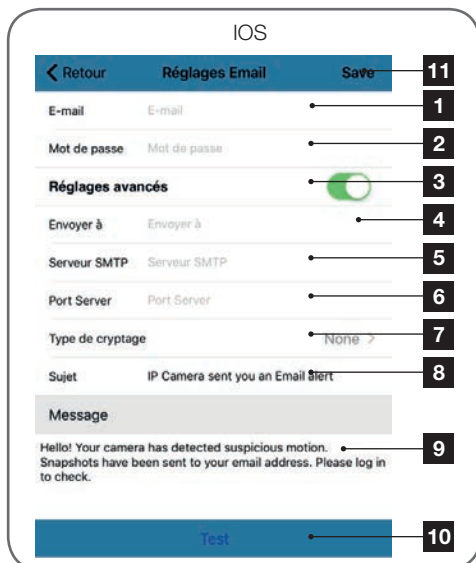 IOS
Retour Réglages Email Save 11
E-mail E-mail 1
Mot de passe Mot de passe 2
Réglages avancés 3
Envoyer à Envoyer à 4
Serveur SMTP Serveur SMTP 5
Port Server Port Server 6
Type de cryptage None > 7
Sujet IP Camera sent you an Email alert 8
Message
Hello! Your camera has detected suspicious motion. 9
Snapshots have been sent to your email address. Please log in
to check.
Test 10